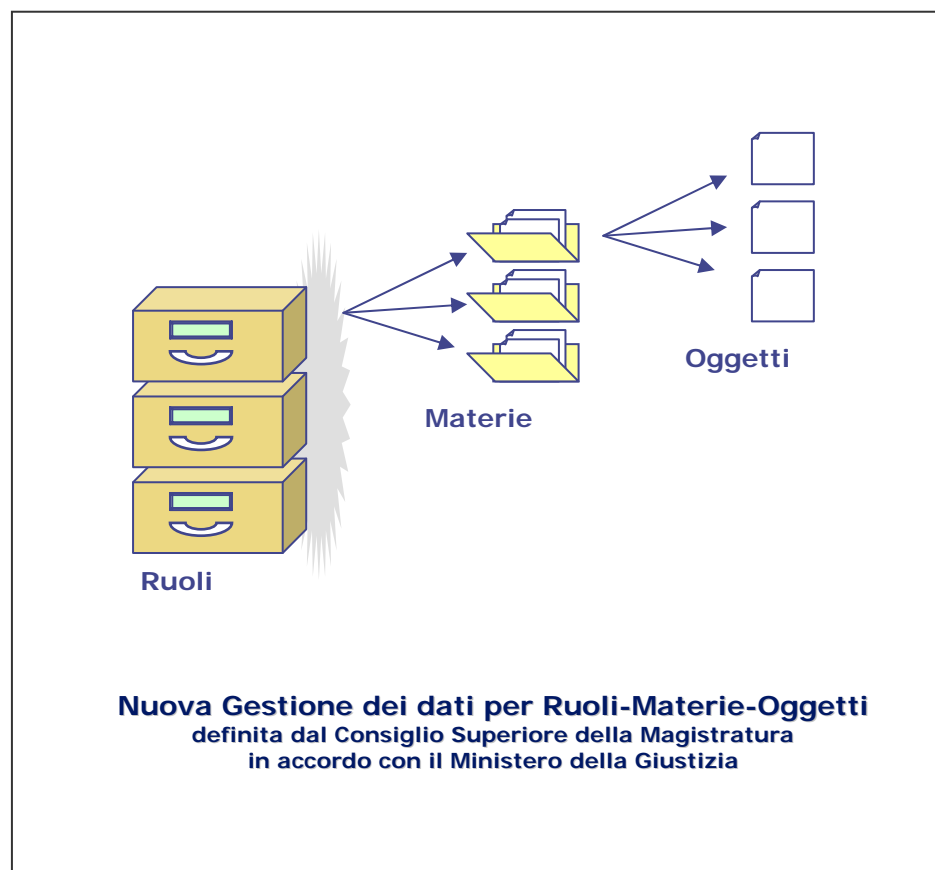 Oggetti
Materie
Ruoli
Nuova Gestione dei dati per Ruoli-Materie-Oggetti
definita dal Consiglio Superiore della Magistratura
in accordo con il Ministero della Giustizia